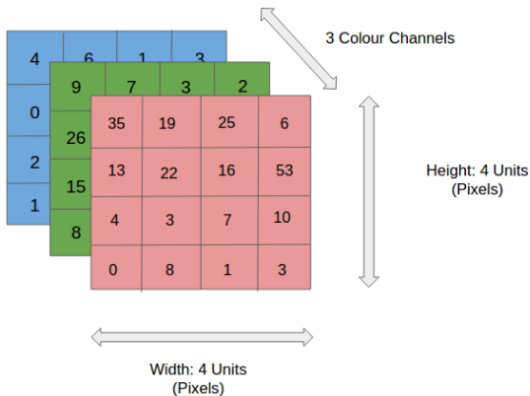 3 Colour Channels
4 6 1 3
9 7 3 2
0
35 19 25 6
26
13 22 16 53
Height: 4 Units
(Pixels)
2
15
4 3 7 10
1
8
0 8 1 3
Width: 4 Units
(Pixels)